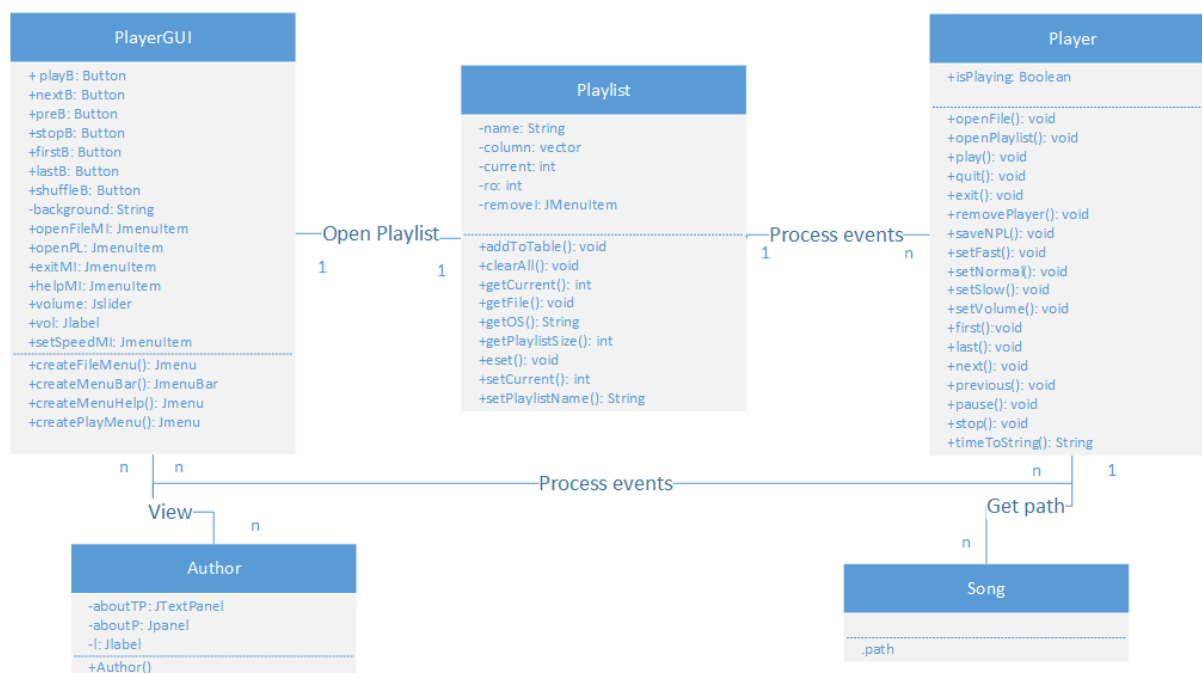 PlayerGUI
+ playB: Button
+nextB: Button
+preB: Button
+stopB: Button
+firstB: Button
+lastB: Button
+shuffleB: Button
-background: String
+openFileMI: JmenuItem
+openPL: JmenuItem
+exitMI: JmenuItem
+helpMI: JmenuItem
+volume: Jslider
+vol: Jlabel
+setSpeedMI: JmenuItem
+createFileMenu(): Jmenu
+createMenuBar(): JmenuBar
+createMenuHelp(): Jmenu
+createPlayMenu(): Jmenu
Open Playlist
1
1
Playlist
-name: String
-column: vector
-current: int
-ro: int
-removeI: JMenuItem
+addToTable(): void
+clearAll(): void
+getCurrent(): int
+getFile(): void
+getOS(): String
+getPlaylistSize(): int
+eset(): void
+setCurrent(): int
+setPlaylistName(): String
Process events
1
n
Player
+isPlaying: Boolean
+openFile(): void
+openPlaylist(): void
+play(): void
+quit(): void
+exit(): void
+removePlayer(): void
+saveNPL(): void
+setFast(): void
+setNormal(): void
+setSlow(): void
+setVolume(): void
+first():void
+last(): void
+next(): void
+previous(): void
+pause(): void
+stop(): void
+timeToString(): String
n
n
Process events
n
1
View
n
Get path
n
Author
-aboutTP: JTextPanel
-aboutP: Jpanel
-l: Jlabel
+Author()
Song
.path